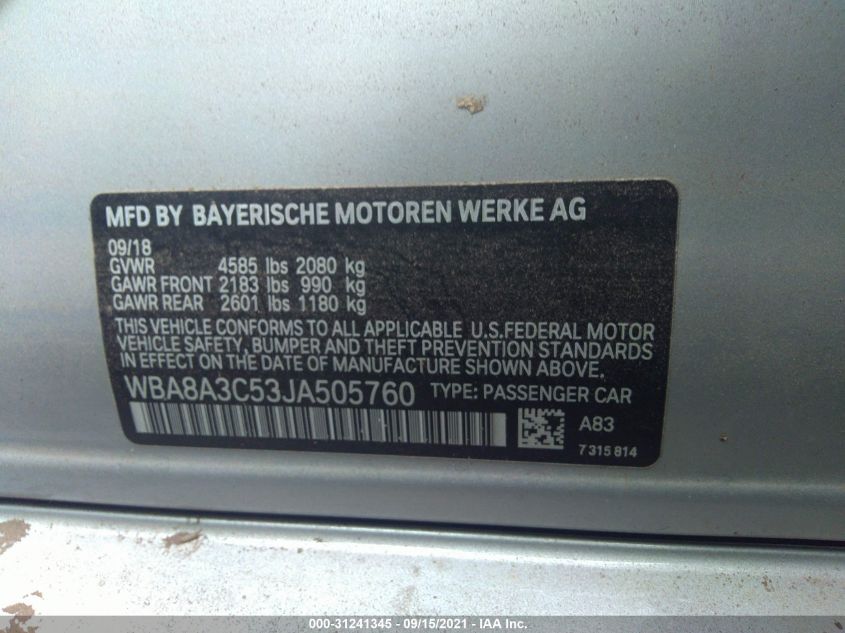 MFD BY BAYERISCHE MOTOREN WERKE AG
09/18
GVWR 4585 lbs 2080 kg
GAWR FRONT 2183 lbs 990 kg
GAWR REAR 2601 lbs 1180 kg
THIS VEHICLE CONFORMS TO ALL APPLICABLE U.S.FEDERAL MOTOR
VEHICLE SAFETY, BUMPER AND THEFT PREVENTION STANDARDS
IN EFFECT ON THE DATE OF MANUFACTURE SHOWN ABOVE.
WBA8A3C53JA505760 TYPE: PASSENGER CAR
A83
7 315 814
000-31241345 - 09/15/2021 - IAA Inc.